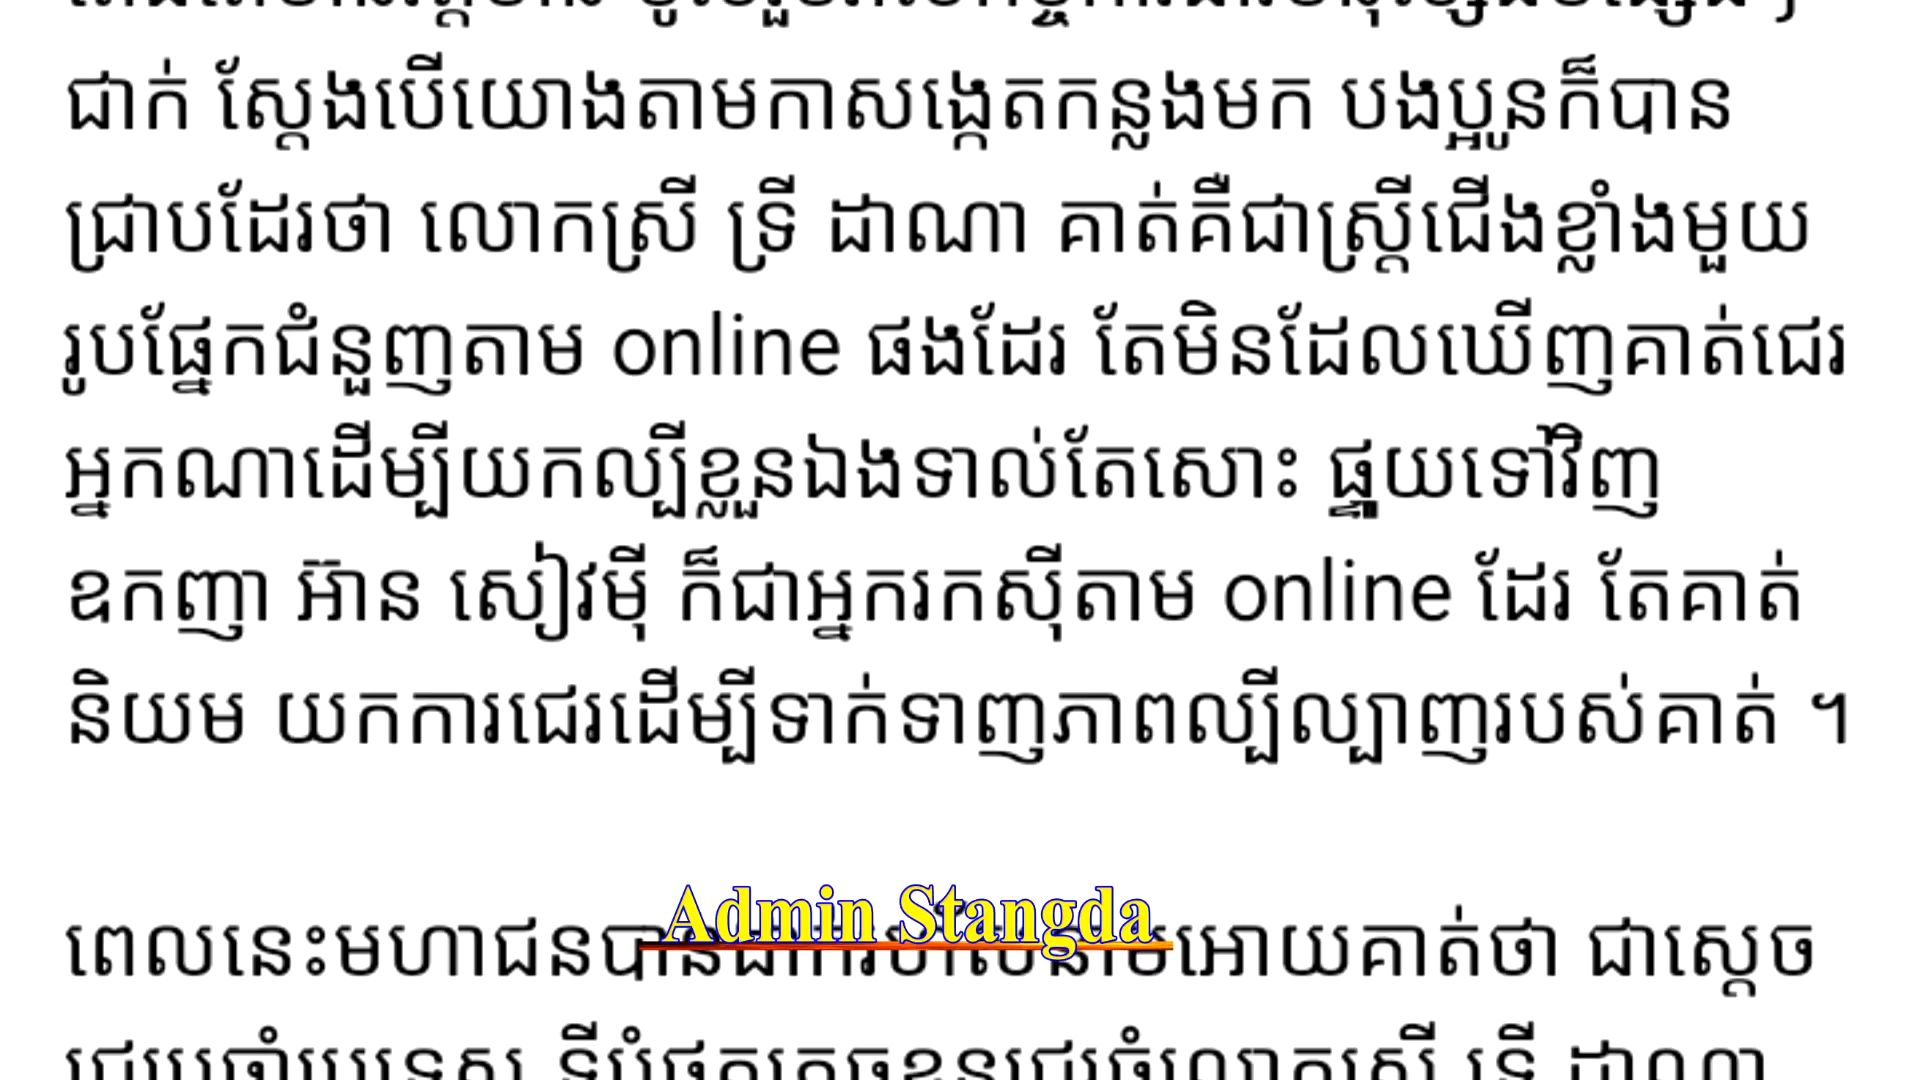 ជាក់ ស្តែងបើយោងតាមកាសង្កេតកន្លងមក បងប្អូនក៏បាន
ជ្រាបដែរថា លោកស្រី ទ្រី ដាណា គាត់គឺជាស្ត្រីជើងខ្លាំងមួយ
រូបផ្នែកជំនួញតាម online ផងដែរ តែមិនដែលឃើញគាត់ជេរ
អ្នកណាដើម្បីយកល្បីខ្លួនឯងទាល់តែសោះ ផ្ទុយទៅវិញ
ឧកញា អ៊ាន សៀវម៉ី ក៏ជាអ្នករកស៊ីតាម online ដែរ តែគាត់
និយម យកការជេរដើម្បីទាក់ទាញភាពល្បីល្បាញរបស់គាត់ ។
Admin Stangda
ពេលនេះមហាជនបានដាក់រហ័សនាមអោយគាត់ថា ជាស្តេច